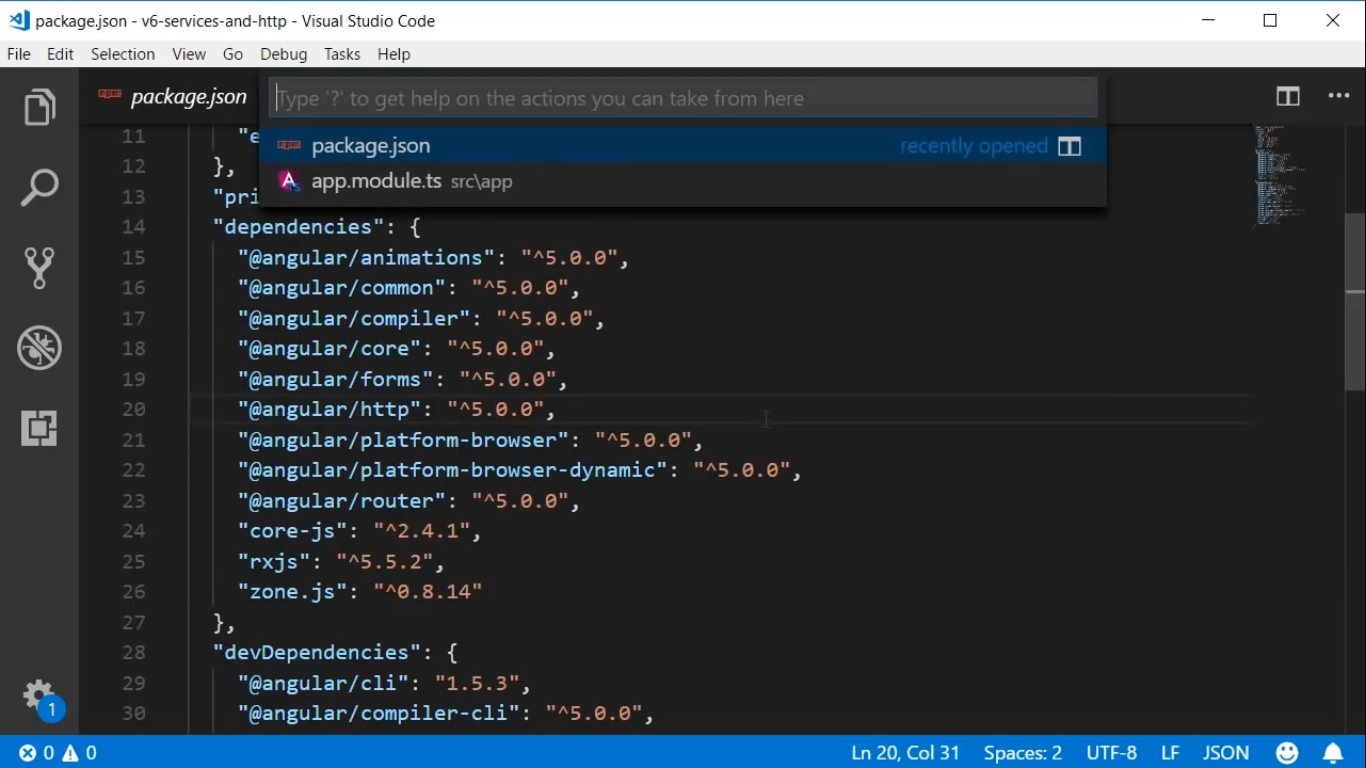 package.json - v6-services-and-http - Visual Studio Code
File Edit Selection View Go Debug Tasks Help
package.json
Type '?' to get help on the actions you can take from here
package.json recently opened
app.module.ts src\app
11 "e
12 },
13 "pri
14 "dependencies": {
15 "@angular/animations": "^5.0.0",
16 "@angular/common": "^5.0.0",
17 "@angular/compiler": "^5.0.0",
18 "@angular/core": "^5.0.0",
19 "@angular/forms": "^5.0.0",
20 "@angular/http": "^5.0.0",
21 "@angular/platform-browser": "^5.0.0",
22 "@angular/platform-browser-dynamic": "^5.0.0",
23 "@angular/router": "^5.0.0",
24 "core-js": "^2.4.1",
25 "rxjs": "^5.5.2",
26 "zone.js": "^0.8.14"
27 },
28 "devDependencies": {
29 "@angular/cli": "1.5.3",
30 "@angular/compiler-cli": "^5.0.0",
1
0 0 Ln 20, Col 31 Spaces: 2 UTF-8 LF JSON